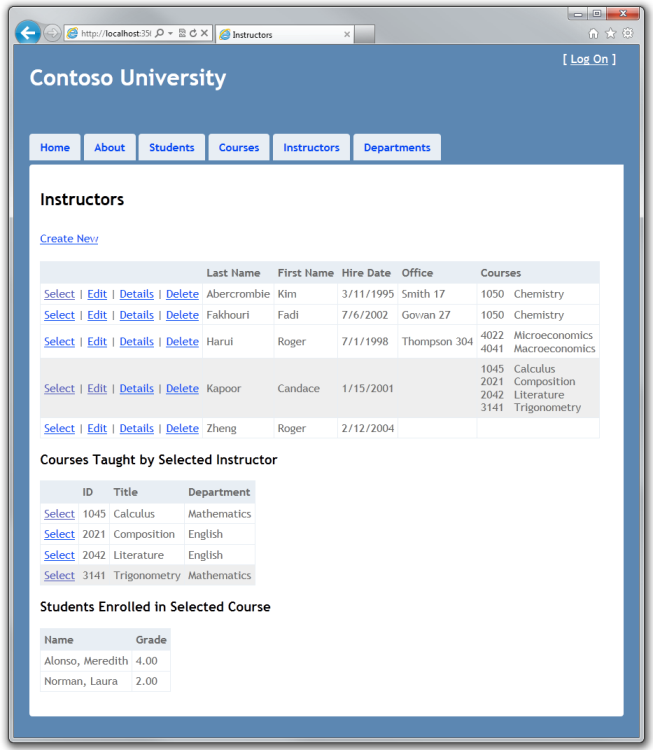 http://localhost:35(
Instructors
[ Log On ]
Contoso University
Home About Students Courses Instructors Departments
Instructors
Create New
Last Name First Name Hire Date Office Courses
Select | Edit | Details | Delete Abercrombie Kim 3/11/1995 Smith 17 1050 Chemistry
Select | Edit | Details | Delete Fakhouri Fadi 7/6/2002 Gowan 27 1050 Chemistry
Select | Edit | Details | Delete Harui Roger 7/1/1998 Thompson 304 4022 Microeconomics
4041 Macroeconomics
Select | Edit | Details | Delete Kapoor Candace 1/15/2001 1045 Calculus
2021 Composition
2042 Literature
3141 Trigonometry
Select | Edit | Details | Delete Zheng Roger 2/12/2004
Courses Taught by Selected Instructor
ID Title Department
Select 1045 Calculus Mathematics
Select 2021 Composition English
Select 2042 Literature English
Select 3141 Trigonometry Mathematics
Students Enrolled in Selected Course
Name Grade
Alonso, Meredith 4.00
Norman, Laura 2.00